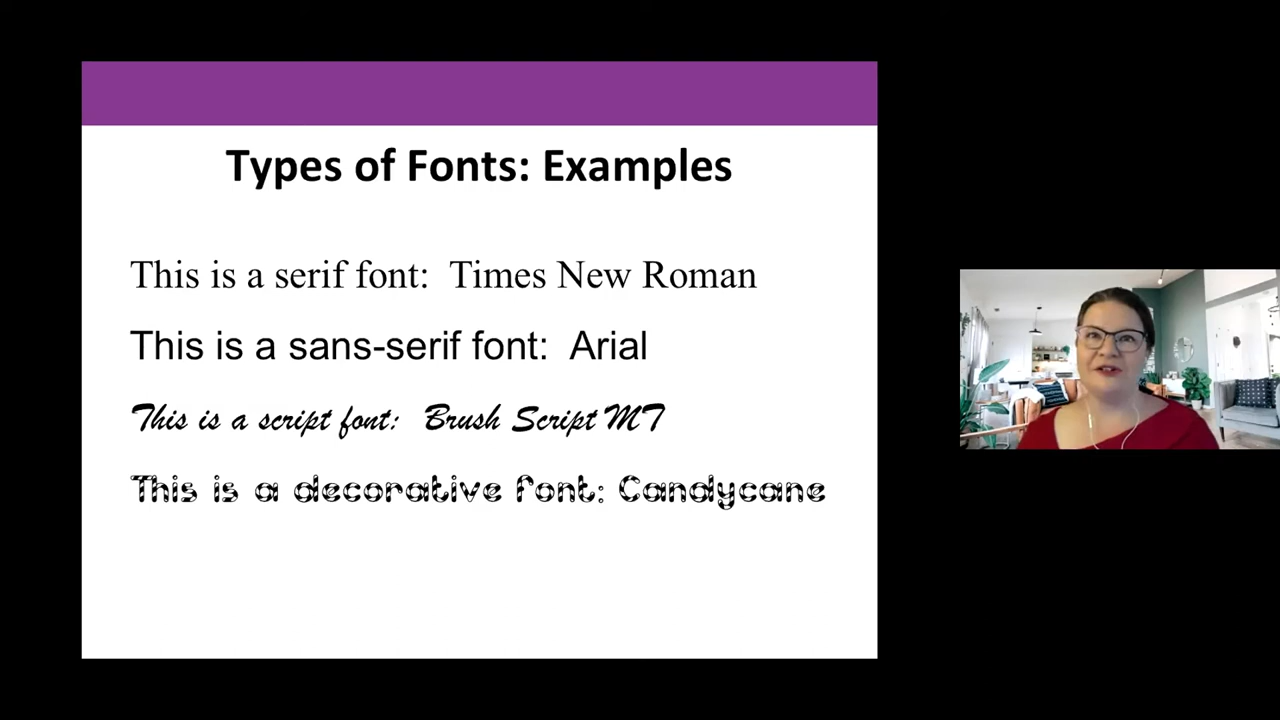 Types of Fonts: Examples
This is a serif font: Times New Roman
This is a sans-serif font: Arial
This is a script font: Brush Script MT
This is a decorative font: Candycane